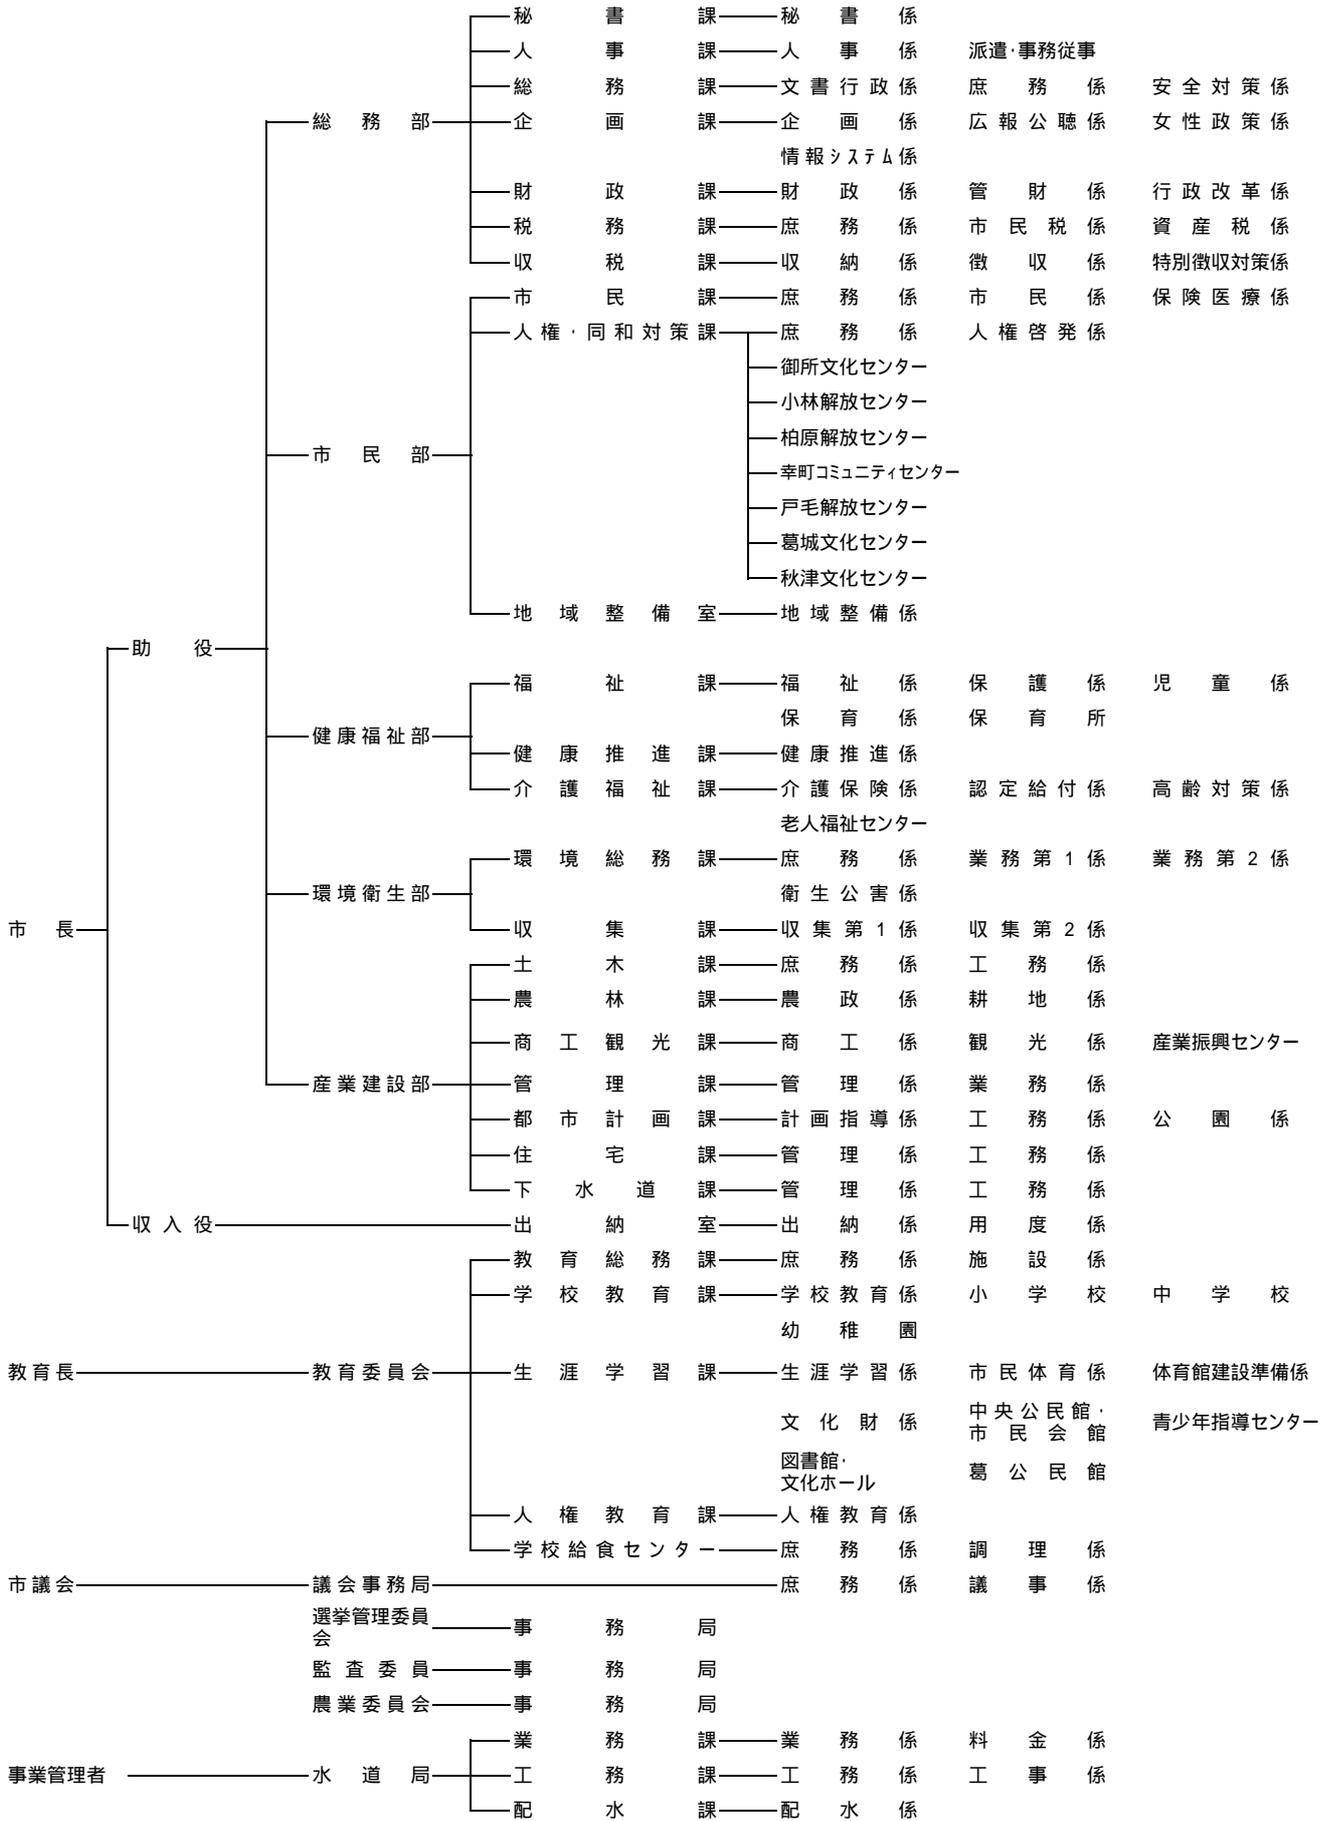 秘書課 秘書係
人事課 人事係 派遣・事務従事
総務課 文書行政係 庶務係 安全対策係
総務部 企画課 企画係 広報公聴係 女性政策係
情報システム係
財政課 財政係 管財係 行政改革係
税務課 庶務係 市民税係 資産税係
収税課 収納係 徴収係 特別徴収対策係
市民課 庶務係 市民係 保険医療係
人権・同和対策課 庶務係 人権啓発係
御所文化センター
小林解放センター
柏原解放センター
市民部
幸町コミュニティセンター
戸毛解放センター
葛城文化センター
秋津文化センター
地域整備室 地域整備係
助役
福祉課 福祉係 保護係 児童係
保育係 保育所
健康福祉部
健康推進課 健康推進係
介護福祉課 介護保険係 認定給付係 高齢対策係
老人福祉センター
環境総務課 庶務係 業務第1係 業務第2係
環境衛生部 衛生公害係
市長 収集課 収集第1係 収集第2係
土木課 庶務係 工務係
農林課 農政係 耕地係
商工観光課 商工係 観光係 産業振興センター
産業建設部 管理課 管理係 業務係
都市計画課 計画指導係 工務係 公園係
住宅課 管理係 工務係
下水道課 管理係 工務係
収入役 出納室 出納係 用度係
教育総務課 庶務係 施設係
学校教育課 学校教育係 小学校 中学校
幼稚園
教育長 教育委員会 生涯学習課 生涯学習係 市民体育係 体育館建設準備係
文化財係 中央公民館・
市民会館 青少年指導センター
図書館・
文化ホール 葛公民館
人権教育課 人権教育係
学校給食センター 庶務係 調理係
市議会 議会事務局 庶務係 議事係
選挙管理委員
会 事務局
監査委員 事務局
農業委員会 事務局
業務課 業務係 料金係
事業管理者 水道局 工務課 工務係 工事係
配水課 配水係